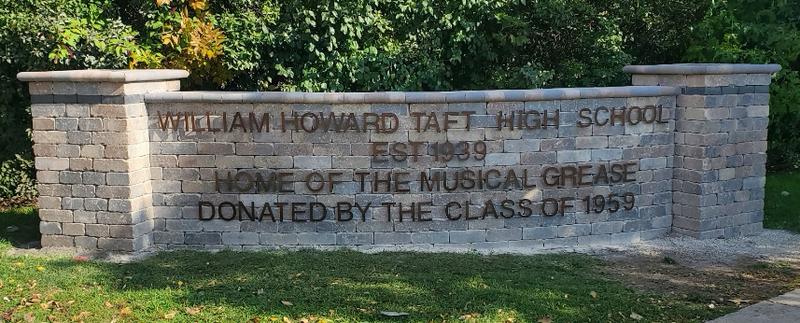 WILLIAM HOWARD TAFT HIGH SCHOOL
EST 1939
HOME OF THE MUSICAL GREASE
DONATED BY THE CLASS OF 1959